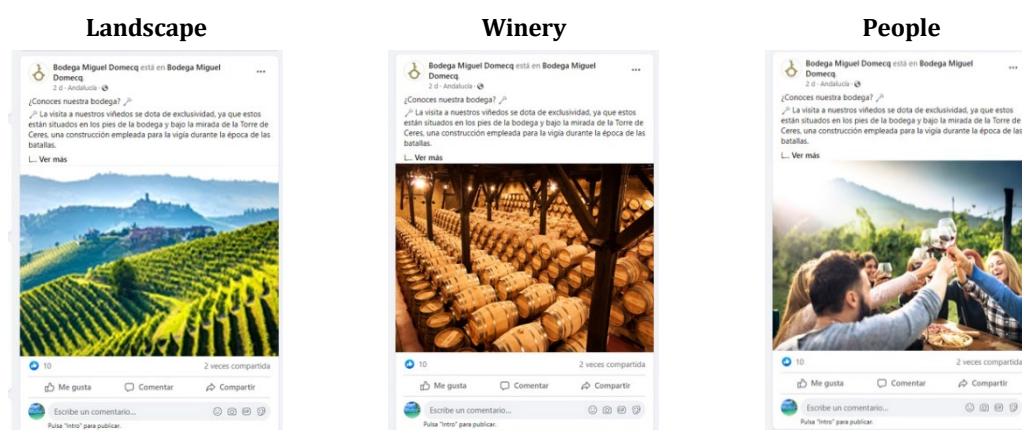 Landscape
Bodega Miguel Domecq está en Bodega Miguel
Domecq.
2 d · Andalucía ·
¿Conoces nuestra bodega?
La visita a nuestros viñedos se dota de exclusividad, ya que estos
están situados en los pies de la bodega y bajo la mirada de la Torre de
Ceres, una construcción empleada para la vigía durante la época de las
batallas.
L... Ver más
10
2 veces compartida
Me gusta
Comentar
Compartir
Escribe un comentario...
Pulsa "Intro" para publicar.
Winery
Bodega Miguel Domecq está en Bodega Miguel
Domecq.
2 d · Andalucía ·
¿Conoces nuestra bodega?
La visita a nuestros viñedos se dota de exclusividad, ya que estos
están situados en los pies de la bodega y bajo la mirada de la Torre de
Ceres, una construcción empleada para la vigía durante la época de las
batallas.
L... Ver más
10
2 veces compartida
Me gusta
Comentar
Compartir
Escribe un comentario...
Pulsa "Intro" para publicar.
People
Bodega Miguel Domecq está en Bodega Miguel
Domecq.
2 d · Andalucía ·
¿Conoces nuestra bodega?
La visita a nuestros viñedos se dota de exclusividad, ya que estos
están situados en los pies de la bodega y bajo la mirada de la Torre de
Ceres, una construcción empleada para la vigía durante la época de las
batallas.
L... Ver más
10
2 veces compartida
Me gusta
Comentar
Compartir
Escribe un comentario...
Pulsa "Intro" para publicar.